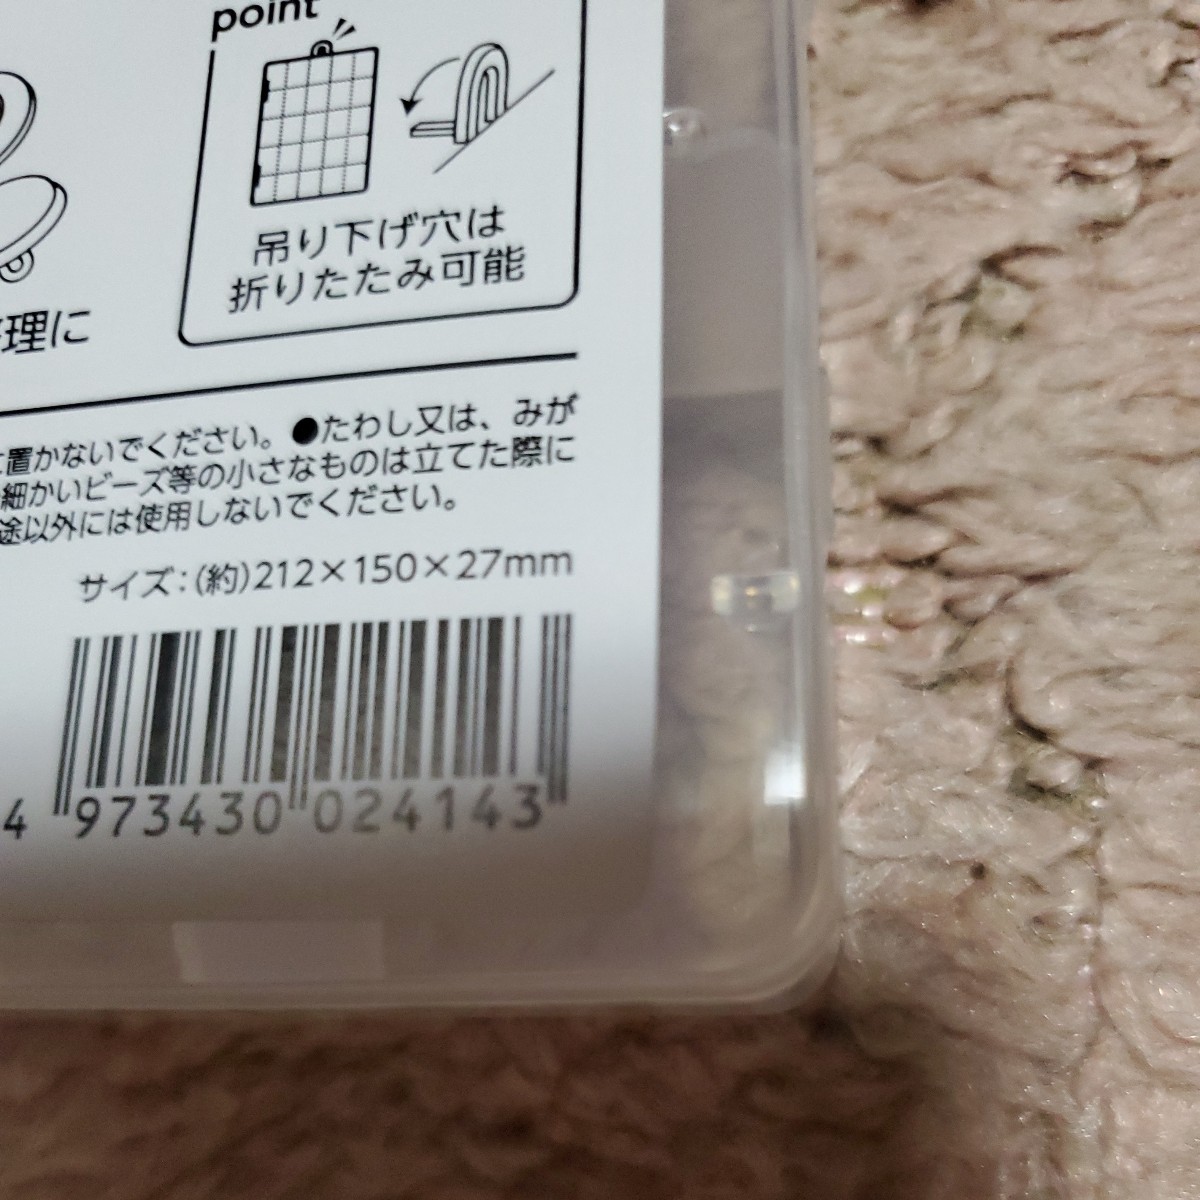 point
吊り下げ穴は
折りたたみ可能
理に
置かないでください。●たわし又は、みが
細かいビーズ等の小さなものは立てた際に
途以外には使用しないでください。
サイズ:(約)212×150×27mm
4 973430 024143